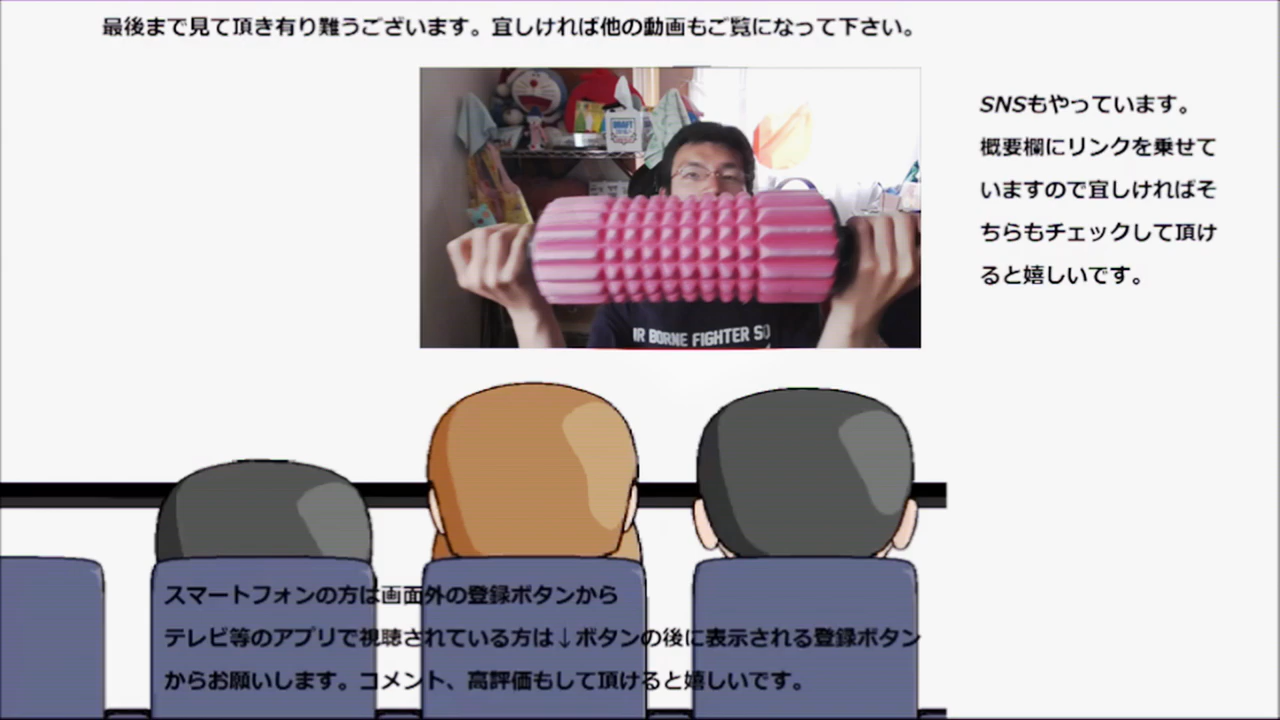 最後まで見て頂き有り難うございます。宜しければ他の動画もご覧になって下さい。
SNSもやっています。
概要欄にリンクを乗せて
いますので宜しければそ
ちらもチェックして頂け
ると嬉しいです。
DRAFT
IR BORNE FIGHTER SQ
スマートフォンの方は画面外の登録ボタンから
テレビ等のアプリで視聴されている方は↓ボタンの後に表示される登録ボタン
からお願いします。コメント、高評価もして頂けると嬉しいです。